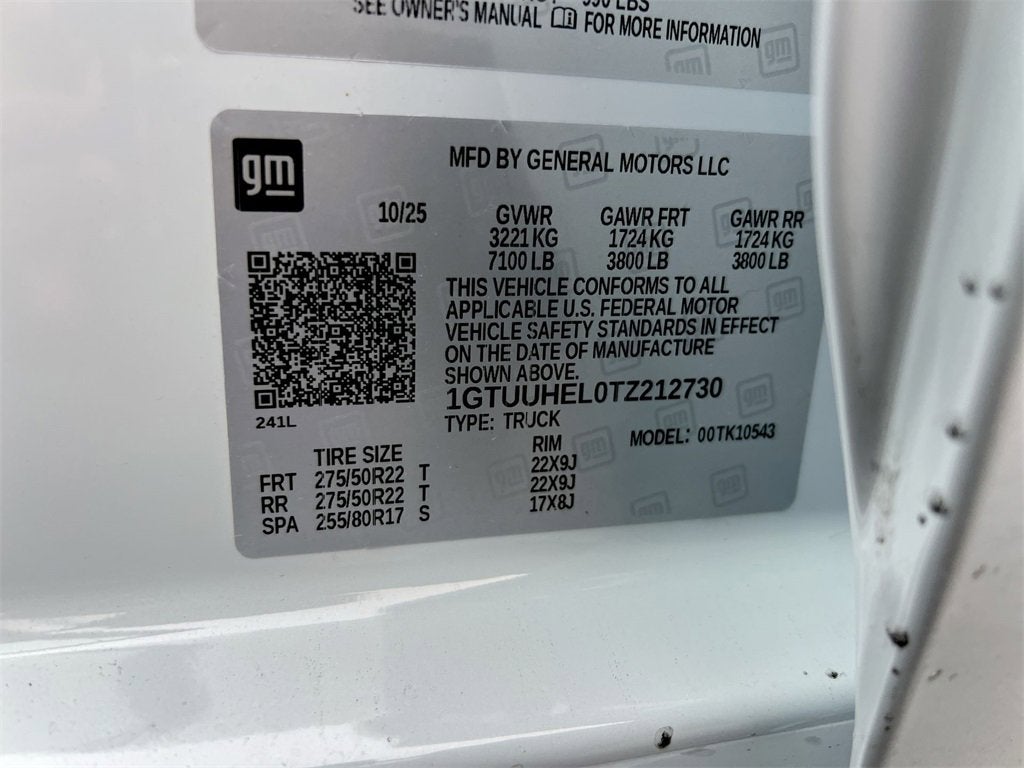 990 LBS
SEE OWNER'S MANUAL FOR MORE INFORMATION
gm
MFD BY GENERAL MOTORS LLC
10/25 GVWR GAWR FRT GAWR RR
3221 KG 1724 KG 1724 KG
7100 LB 3800 LB 3800 LB
THIS VEHICLE CONFORMS TO ALL
APPLICABLE U.S. FEDERAL MOTOR
VEHICLE SAFETY STANDARDS IN EFFECT
ON THE DATE OF MANUFACTURE
SHOWN ABOVE.
1GTUUHEL0TZ212730
241L
TYPE: TRUCK
MODEL: 00TK10543
TIRE SIZE RIM
FRT 275/50R22 T 22X9J
RR 275/50R22 T 22X9J
SPA 255/80R17 S 17X8J